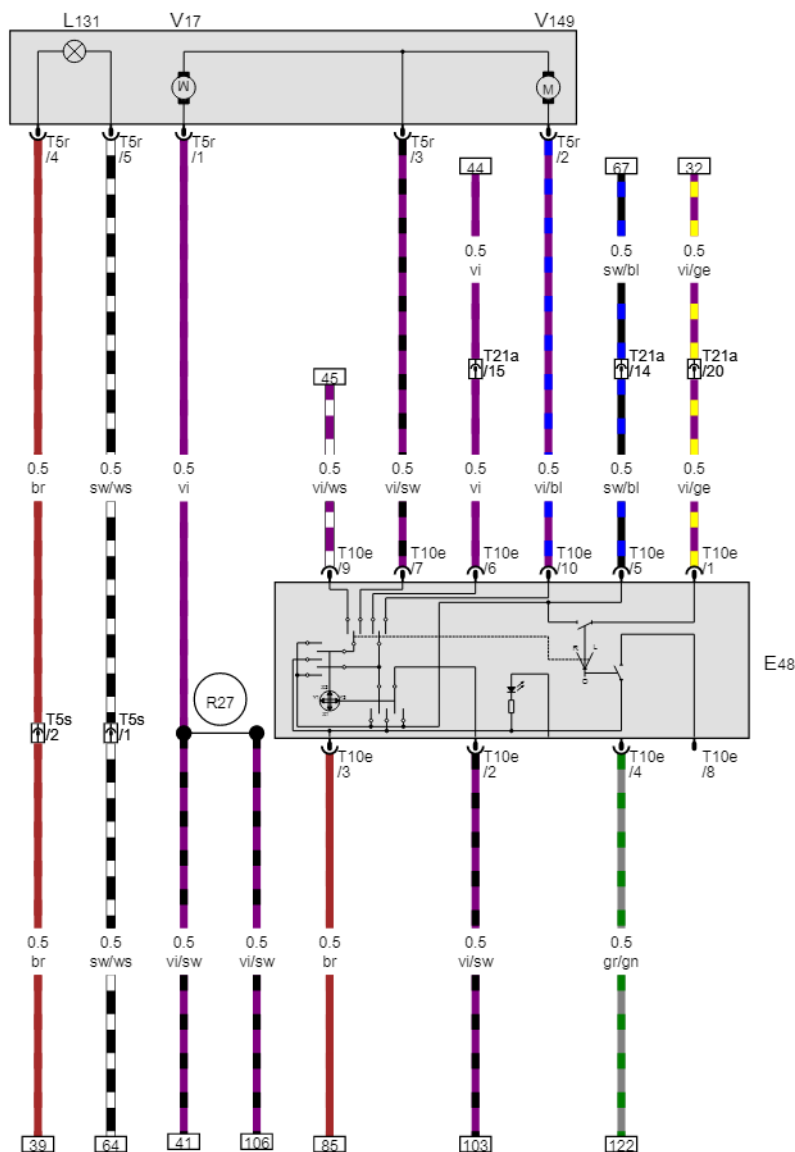 L131 V17 V149
M M
T5r /4
T5r /5
T5r /1
T5r /3
T5r /2
44 67 32
0.5 vi
0.5 sw/bl
0.5 vi/ge
T21a /15
T21a /14
T21a /20
45
0.5 br
0.5 sw/ws
0.5 vi
0.5 vi/ws
0.5 vi/sw
0.5 vi
0.5 vi/bl
0.5 sw/bl
0.5 vi/ge
T10e /9
T10e /7
T10e /6
T10e /10
T10e /5
T10e /1
R L
0
E48
R27
T5s /2
T5s /1
T10e /3
T10e /2
T10e /4
T10e /8
0.5 br
0.5 sw/ws
0.5 vi/sw
0.5 vi/sw
0.5 br
0.5 vi/sw
0.5 gr/gn
39 64 41 106 85 103 122